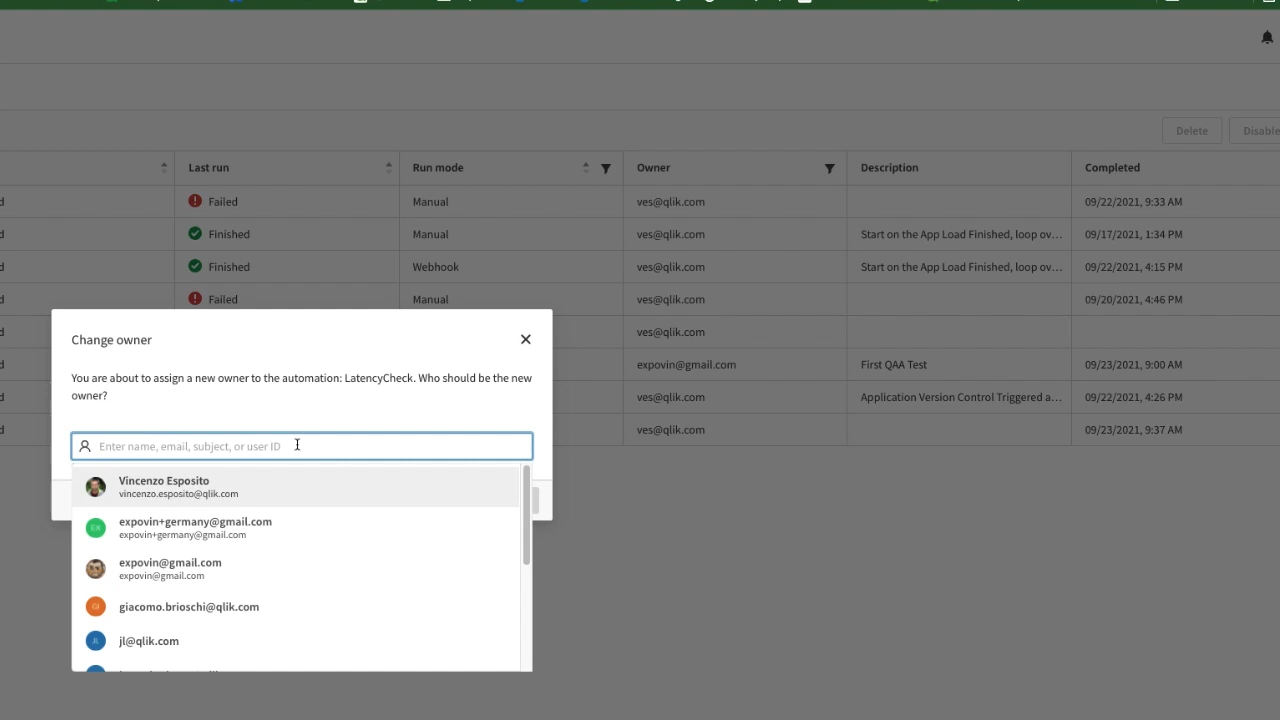 Delete
Disable
Last run
Run mode
Owner
Description
Completed
d
Failed
Manual
ves@qlik.com
09/22/2021, 9:33 AM
d
Finished
Manual
ves@qlik.com
Start on the App Load Finished, loop ov...
09/17/2021, 1:34 PM
d
Finished
Webhook
ves@qlik.com
Start on the App Load Finished, loop ov...
09/22/2021, 4:15 PM
d
Failed
Manual
ves@qlik.com
09/20/2021, 4:46 PM
d
ves@qlik.com
d
expovin@gmail.com
First QAA Test
09/23/2021, 9:00 AM
d
ves@qlik.com
Application Version Control Triggered a...
09/22/2021, 4:26 PM
d
ves@qlik.com
09/23/2021, 9:37 AM
Change owner
You are about to assign a new owner to the automation: LatencyCheck. Who should be the new
owner?
Enter name, email, subject, or user ID
Vincenzo Esposito
vincenzo.esposito@qlik.com
EX
expovin+germany@gmail.com
expovin+germany@gmail.com
expovin@gmail.com
expovin@gmail.com
GI
giacomo.brioschi@qlik.com
JL
jl@qlik.com